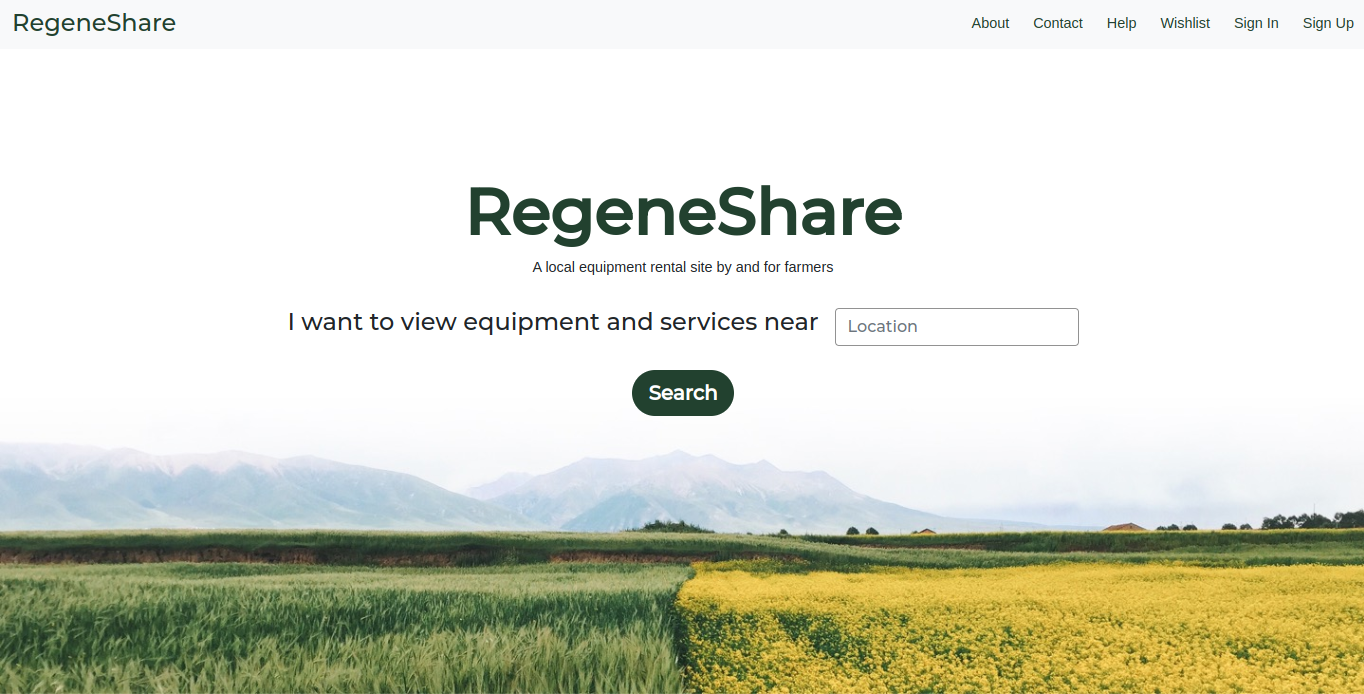 RegeneShare
About Contact Help Wishlist Sign In Sign Up
RegeneShare
A local equipment rental site by and for farmers
I want to view equipment and services near Location
Search